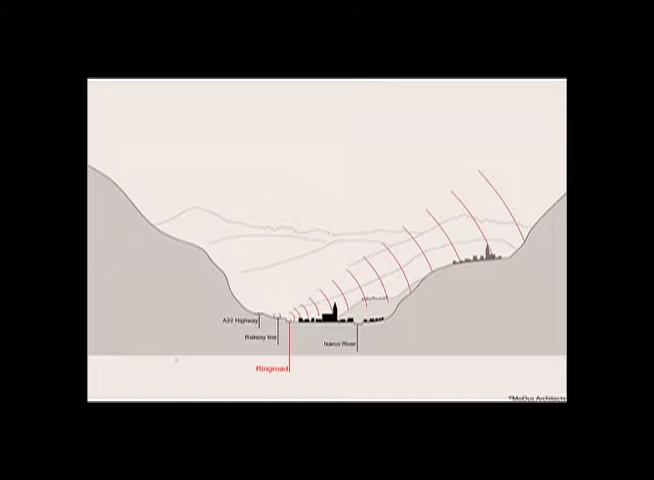 A22 Highway
Railway line
Isarco River
Ringroad
©MoDus Architects